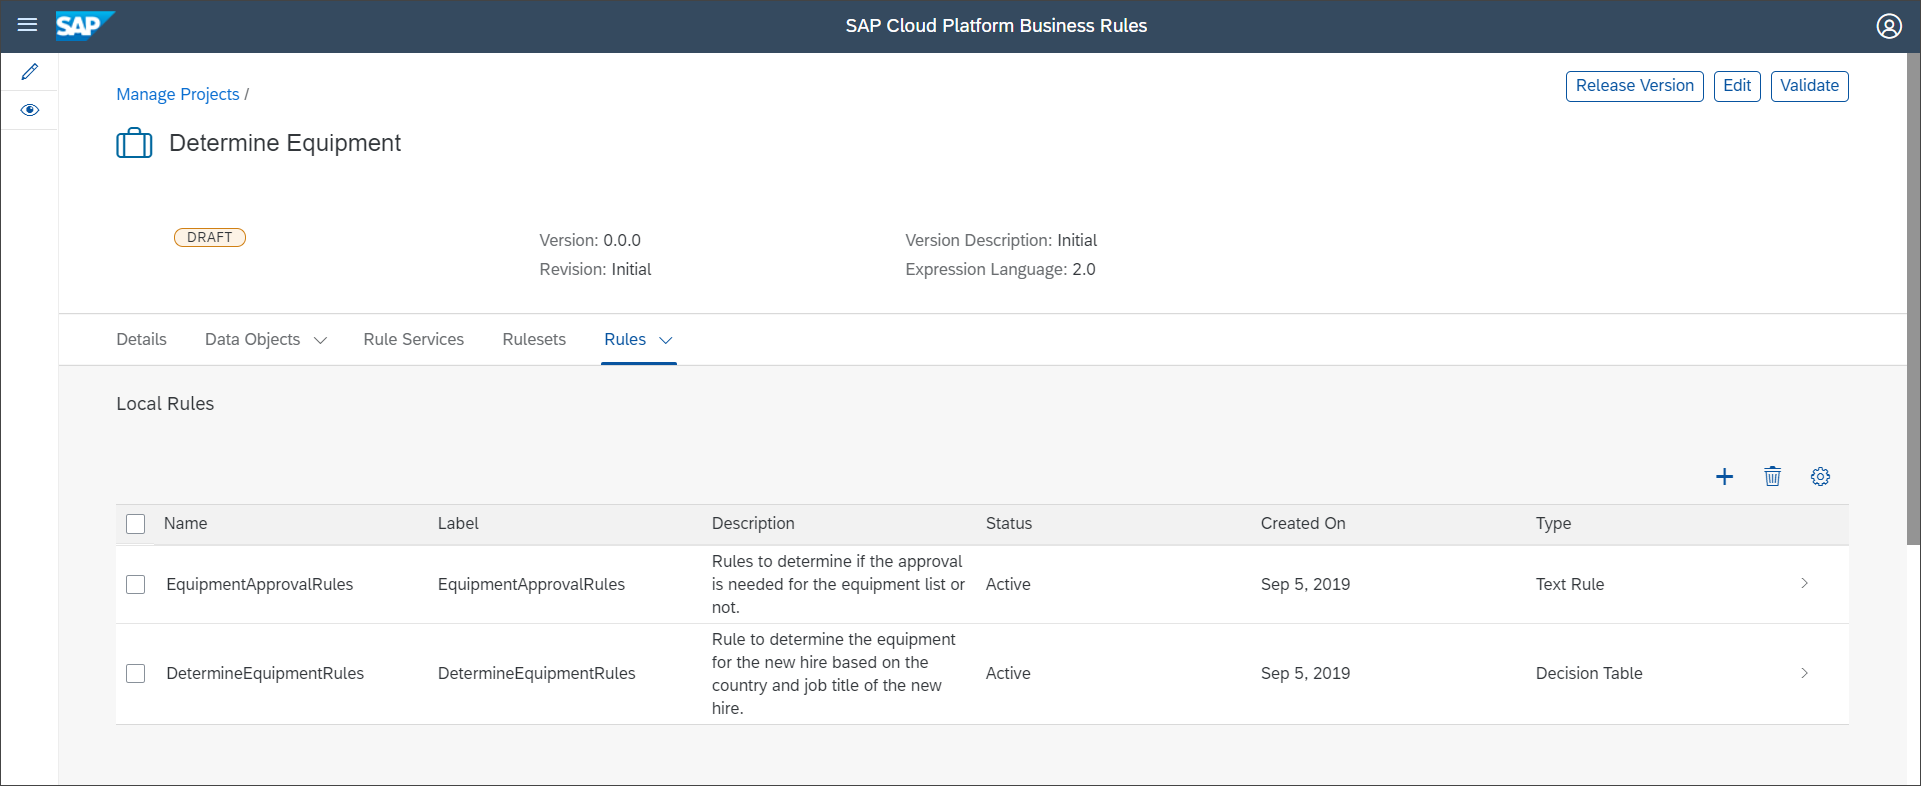 SAP
SAP Cloud Platform Business Rules
Manage Projects /
Release Version
Edit
Validate
Determine Equipment
DRAFT
Version: 0.0.0
Version Description: Initial
Revision: Initial
Expression Language: 2.0
Details
Data Objects
Rule Services
Rulesets
Rules
Local Rules
Name
Label
Description
Status
Created On
Type
EquipmentApprovalRules
EquipmentApprovalRules
Rules to determine if the approval
is needed for the equipment list or
not.
Active
Sep 5, 2019
Text Rule
DetermineEquipmentRules
DetermineEquipmentRules
Rule to determine the equipment
for the new hire based on the
country and job title of the new
hire.
Active
Sep 5, 2019
Decision Table